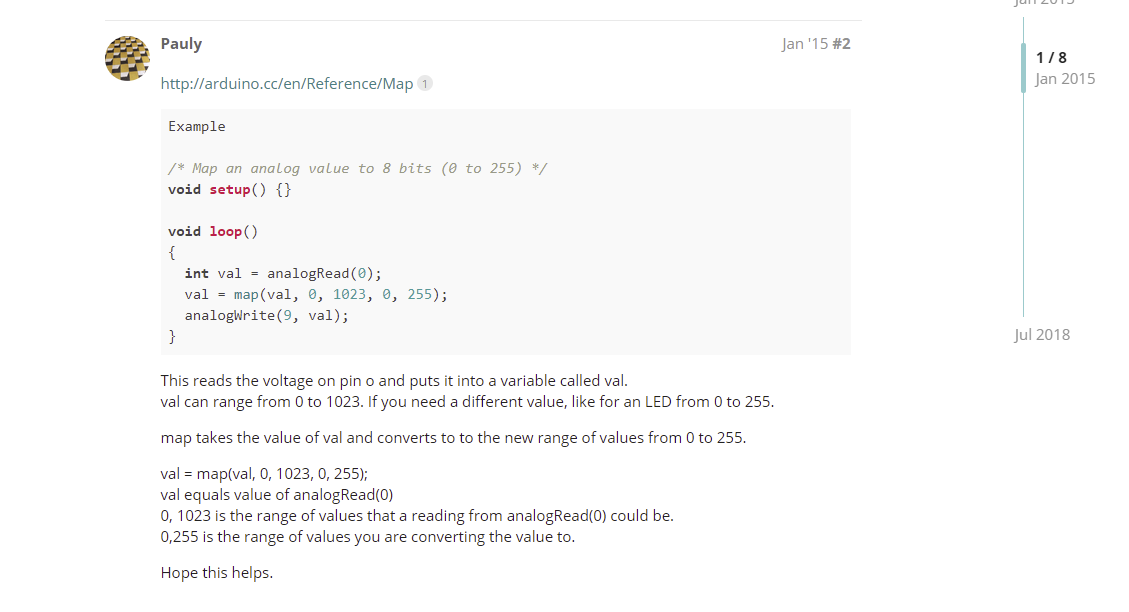 Jan 2015
Pauly
Jan '15 #2
http://arduino.cc/en/Reference/Map 1
Example
/* Map an analog value to 8 bits (0 to 255) */
void setup() {}
void loop()
{
int val = analogRead(0);
val = map(val, 0, 1023, 0, 255);
analogWrite(9, val);
}
This reads the voltage on pin o and puts it into a variable called val.
val can range from 0 to 1023. If you need a different value, like for an LED from 0 to 255.
map takes the value of val and converts to to the new range of values from 0 to 255.
val = map(val, 0, 1023, 0, 255);
val equals value of analogRead(0)
0, 1023 is the range of values that a reading from analogRead(0) could be.
0,255 is the range of values you are converting the value to.
Hope this helps.
1 / 8
Jan 2015
Jul 2018